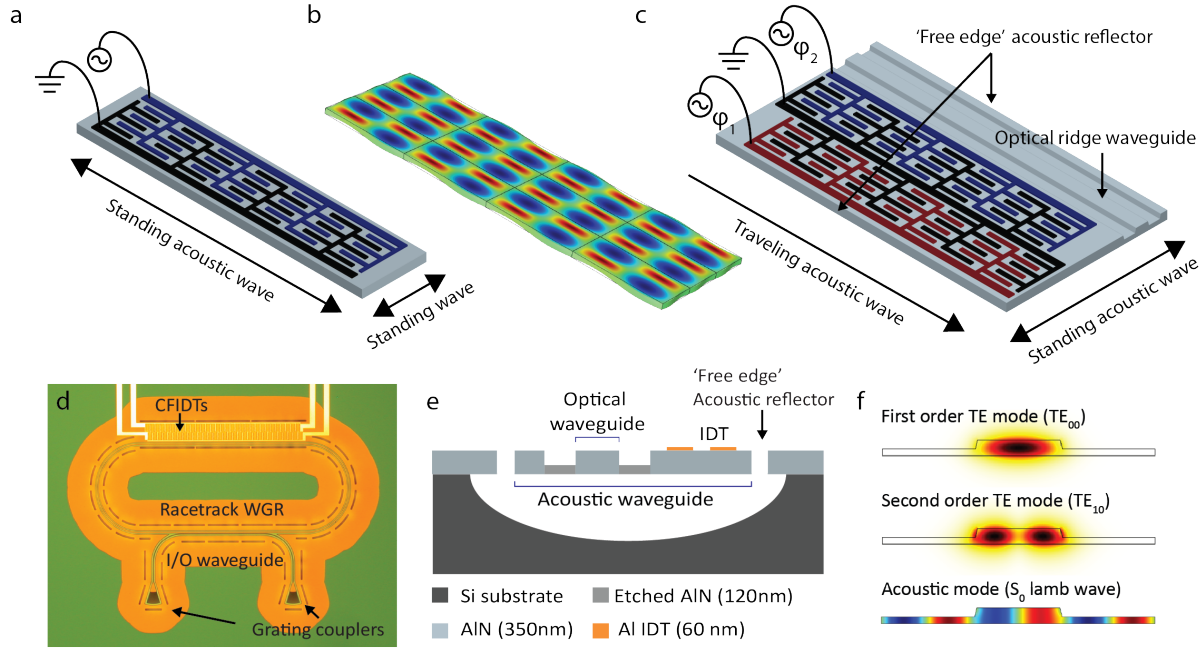 a
Standing acoustic wave
Standing wave
b
c
φ2
φ1
'Free edge' acoustic reflector
Optical ridge waveguide
Traveling acoustic wave
Standing acoustic wave
d
CFIDTs
Racetrack WGR
I/O waveguide
Grating couplers
e
Optical
waveguide
'Free edge'
Acoustic reflector
IDT
Acoustic waveguide
Si substrate
Etched AlN (120nm)
AlN (350nm)
Al IDT (60 nm)
f
First order TE mode (TE00)
Second order TE mode (TE10)
Acoustic mode (S0 lamb wave)